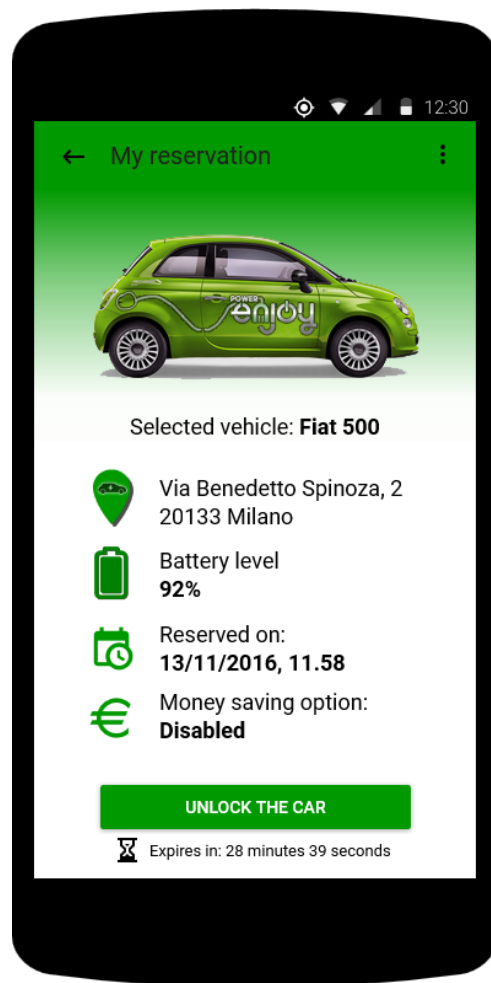 12:30
My reservation
POWER
enjoy
Selected vehicle: Fiat 500
Via Benedetto Spinoza, 2
20133 Milano
Battery level
92%
Reserved on:
13/11/2016, 11.58
Money saving option:
Disabled
UNLOCK THE CAR
Expires in: 28 minutes 39 seconds